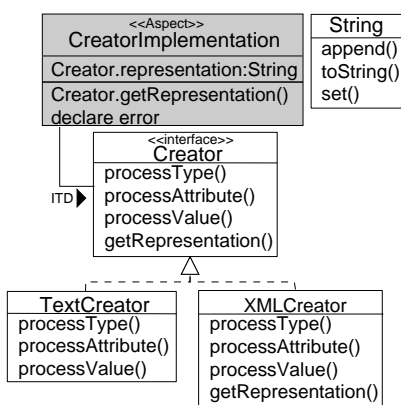 <<Aspect>>
CreatorImplementation
Creator.representation:String
Creator.getRepresentation()
declare error
String
append()
toString()
set()
ITD
<<interface>>
Creator
processType()
processAttribute()
processValue()
getRepresentation()
TextCreator
processType()
processAttribute()
processValue()
XMLCreator
processType()
processAttribute()
processValue()
getRepresentation()